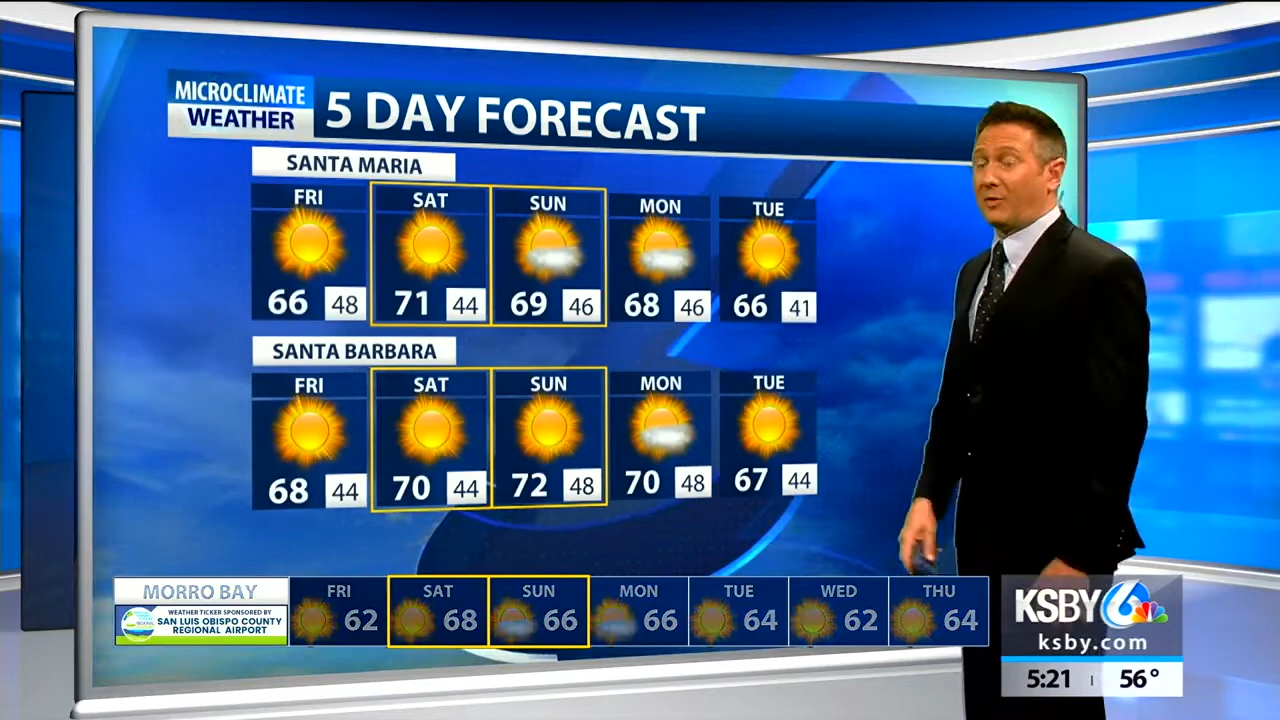 MICROCLIMATE
WEATHER
5 DAY FORECAST
SANTA MARIA
FRI SAT SUN MON TUE
66 48 71 44 69 46 68 46 66 41
SANTA BARBARA
FRI SAT SUN MON TUE
68 44 70 44 72 48 70 48 67 44
MORRO BAY
WEATHER TICKER SPONSORED BY
SAN LUIS OBISPO COUNTY
REGIONAL AIRPORT
FRI SAT SUN MON TUE WED THU
62 68 66 66 64 62 64
KSBY 6
ksby.com
5:21 56°